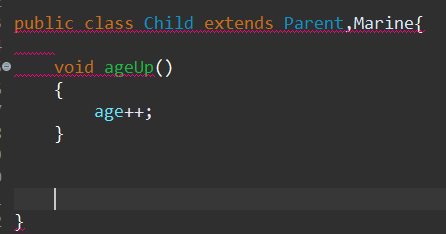 public class Child extends Parent,Marine{
    void ageUp()
    {
        age++;
    }
}